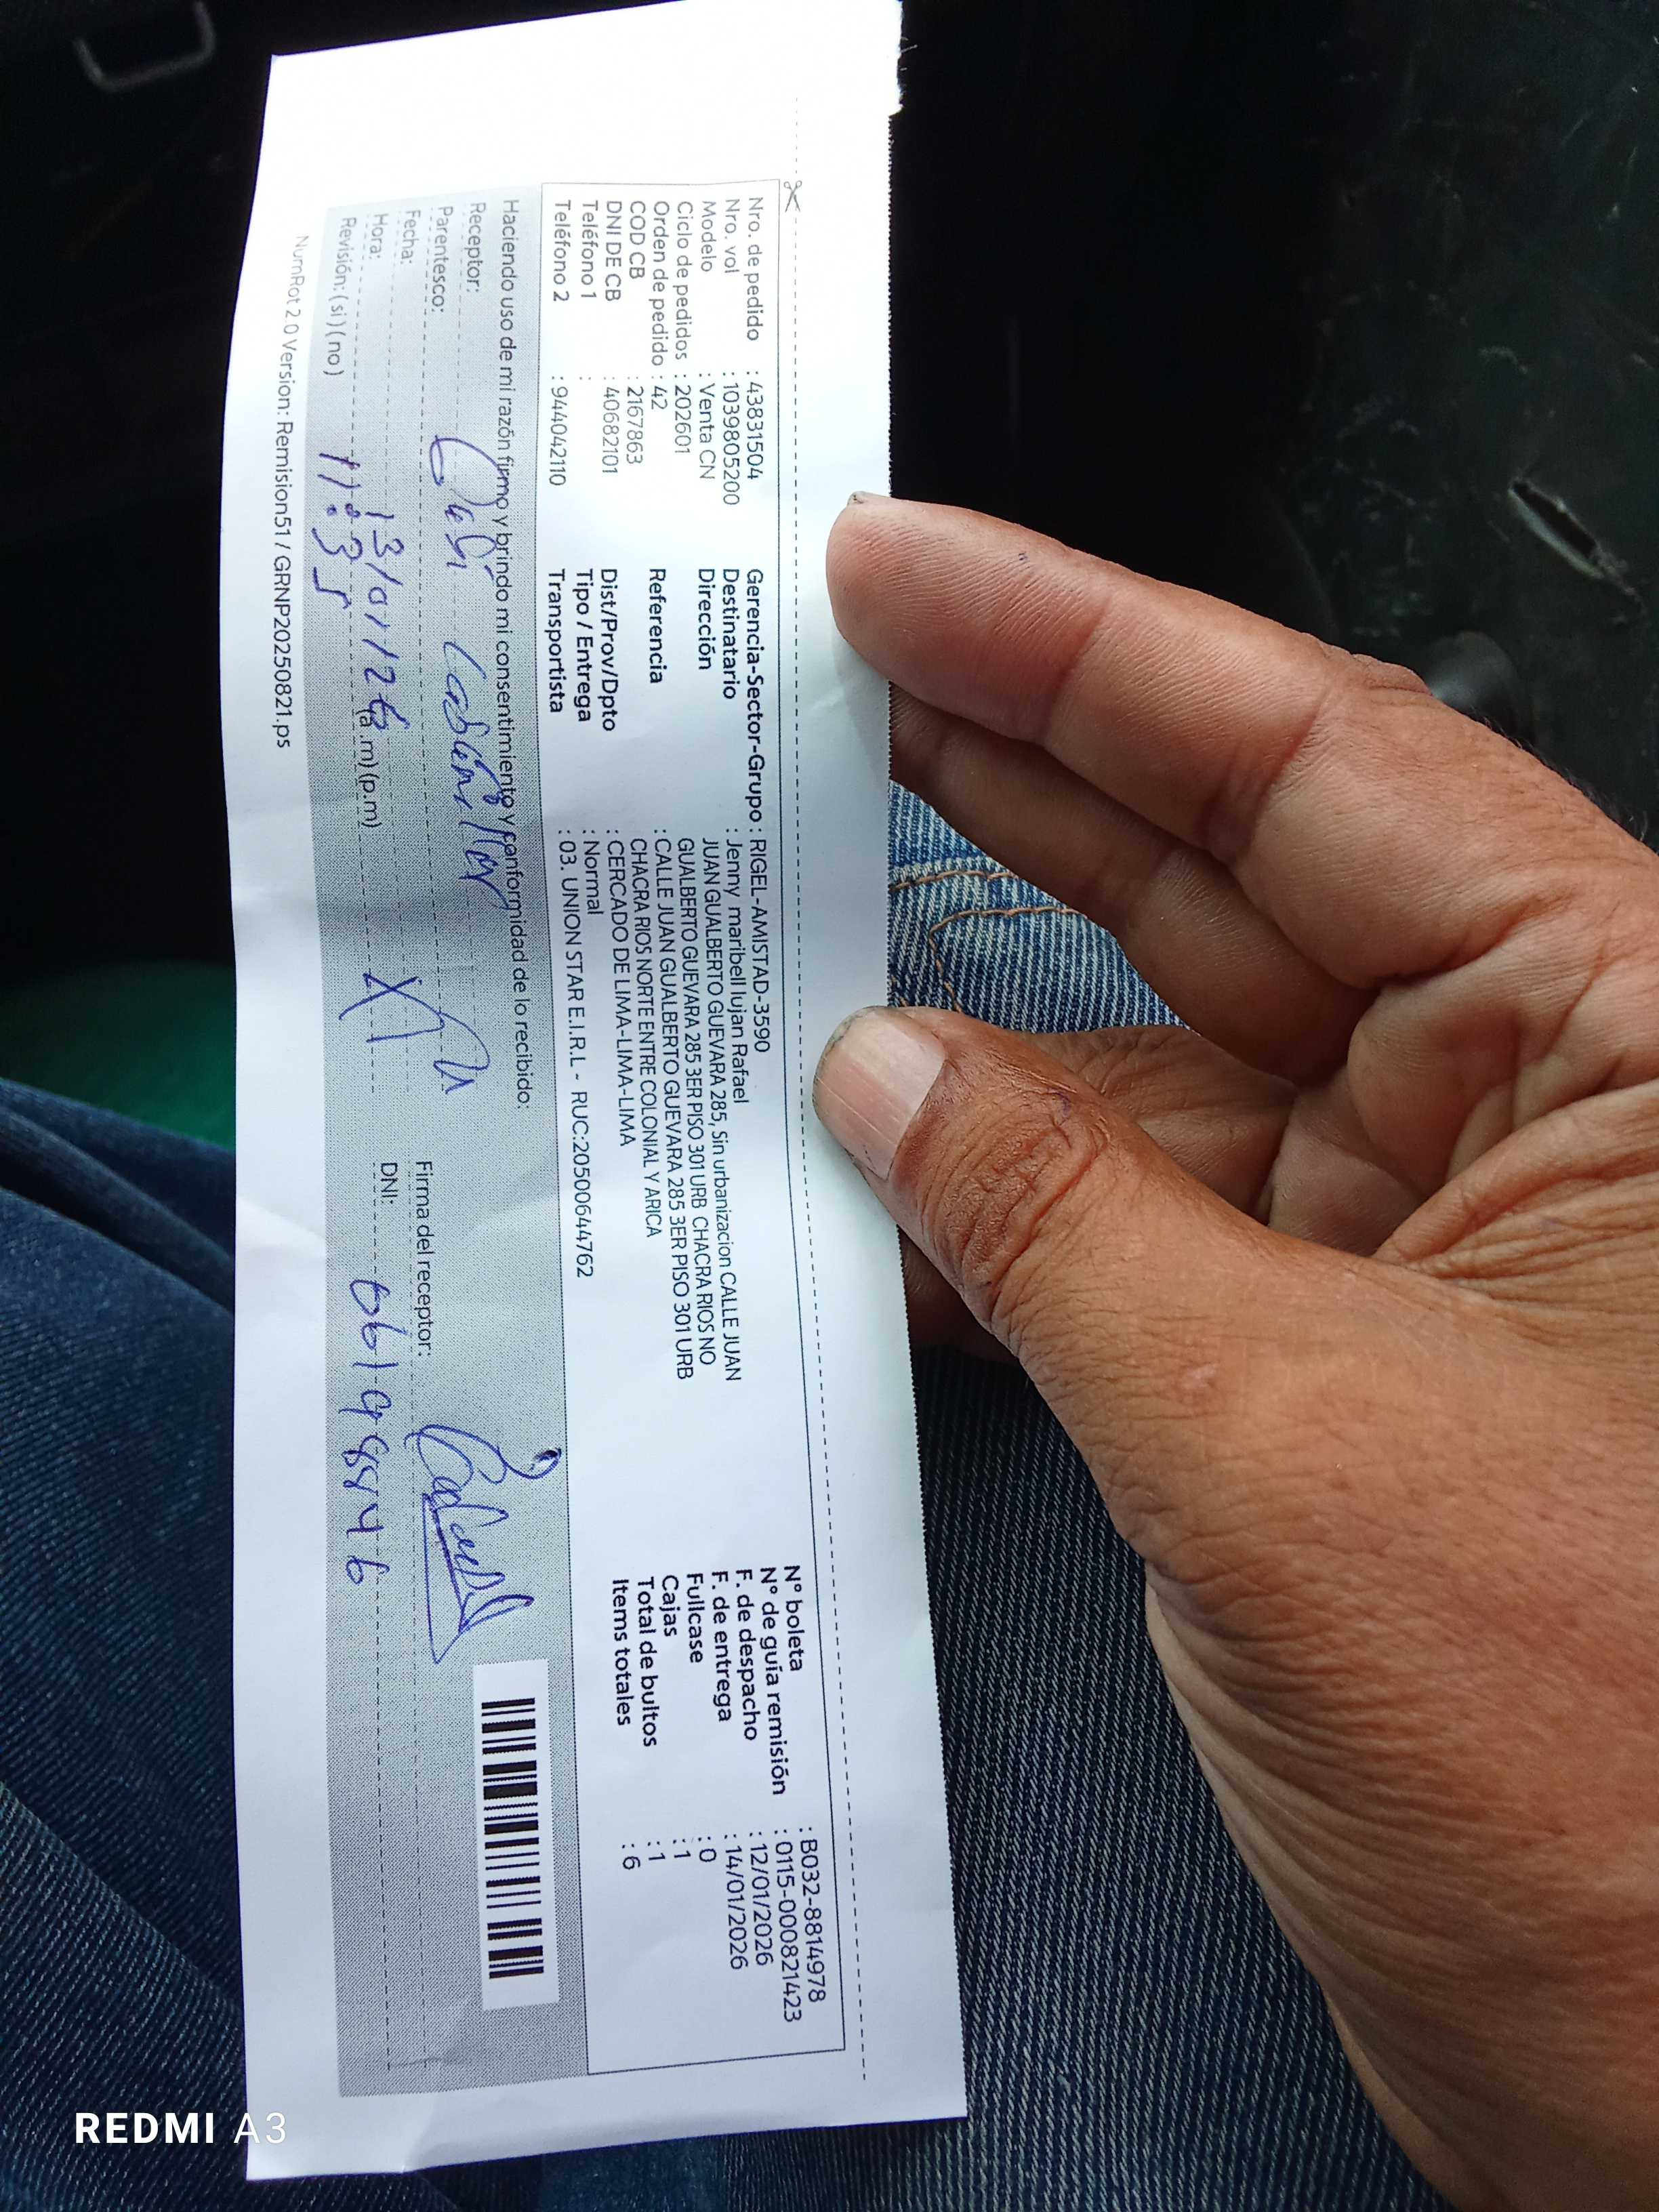 Nro. de pedido : 43831504
Nro. vol : 1039805200
Modelo : Venta CN
Ciclo de pedidos : 202601
Orden de pedido : 42
COD CB : 2167863
DNI DE CB : 40682101
Teléfono 1 :
Teléfono 2 : 944042110
Gerencia-Sector-Grupo : RIGEL-AMISTAD-3590
Destinatario : Jenny maribell lujan Rafael
Dirección JUAN GUALBERTO GUEVARA 285, Sin urbanizacion CALLE JUAN
GUALBERTO GUEVARA 285 3ER PISO 301 URB CHACRA RIOS NO
Referencia : CALLE JUAN GUALBERTO GUEVARA 285 3ER PISO 301 URB
CHACRA RIOS NORTE ENTRE COLONIAL Y ARICA
Dist/Prov/Dpto : CERCADO DE LIMA-LIMA-LIMA
Tipo / Entrega : Normal
Transportista : 03. UNION STAR E.I.R.L - RUC:20500644762
N° boleta : B032-8814978
N° de guía remisión : 0115-000821423
F. de despacho : 12/01/2026
F. de entrega : 14/01/2026
Fullcase : 0
Cajas : 1
Total de bultos : 1
Items totales : 6
Haciendo uso de mi razón firmo y brindo mi consentimiento y conformidad de lo recibido:
Receptor:
Parentesco:
Fecha: 13/01/26
Hora: 11:35 (a.m)(p.m)
Revisión: (si) (no)
Firma del receptor:
DNI: 06198846
NumRot 2.0 Version: Remision51 / GRNP20250821.ps
REDMI A3